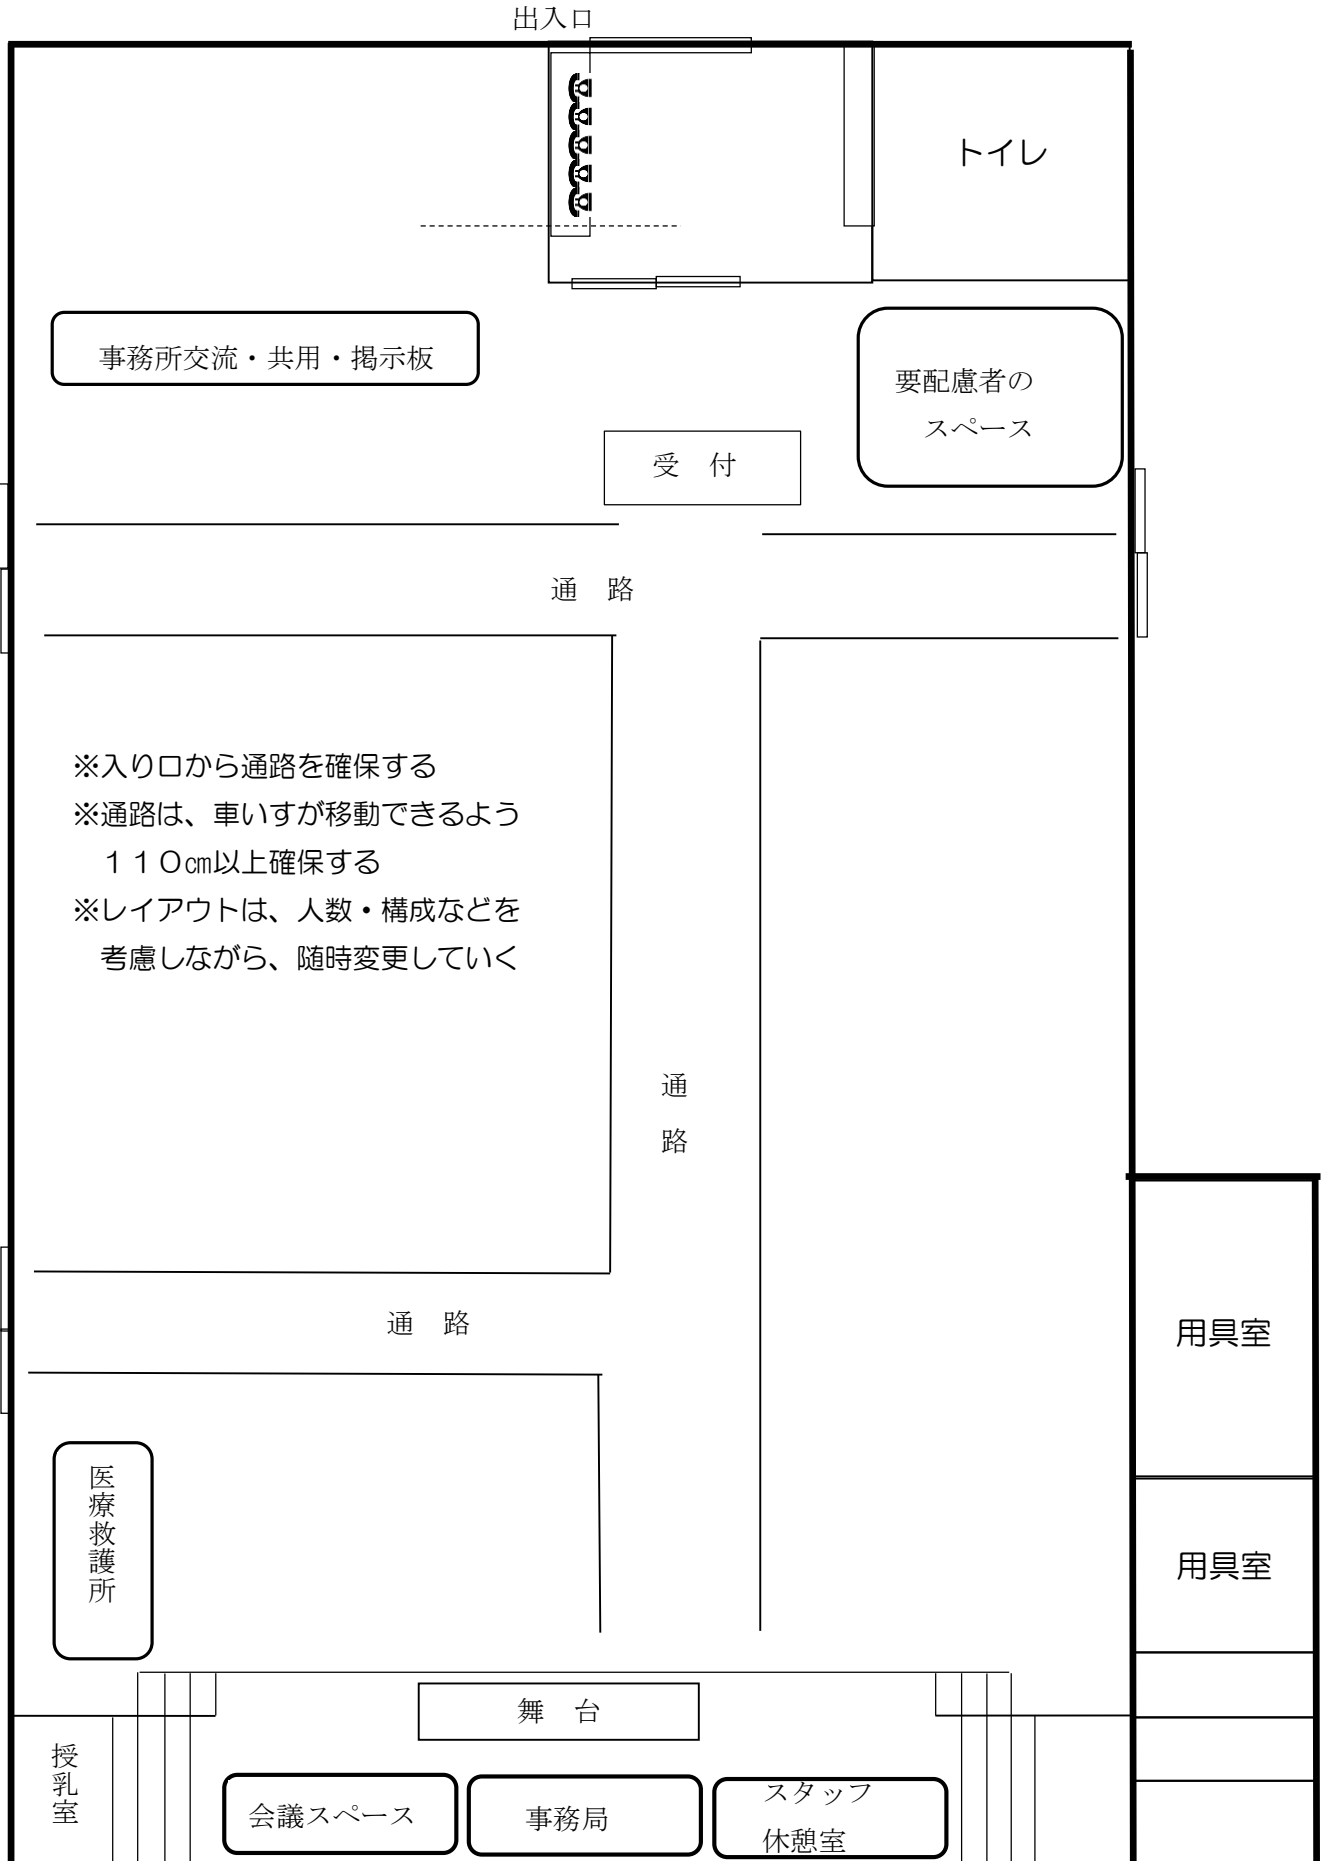 出入口
トイレ
事務所交流・共用・掲示板
要配慮者の
スペース
受　付
通　路
※入り口から通路を確保する
※通路は、車いすが移動できるよう
１１０㎝以上確保する
※レイアウトは、人数・構成などを
考慮しながら、随時変更していく
通
路
通　路
用具室
医療救護所
用具室
舞　台
授乳室
会議スペース
事務局
スタッフ
休憩室